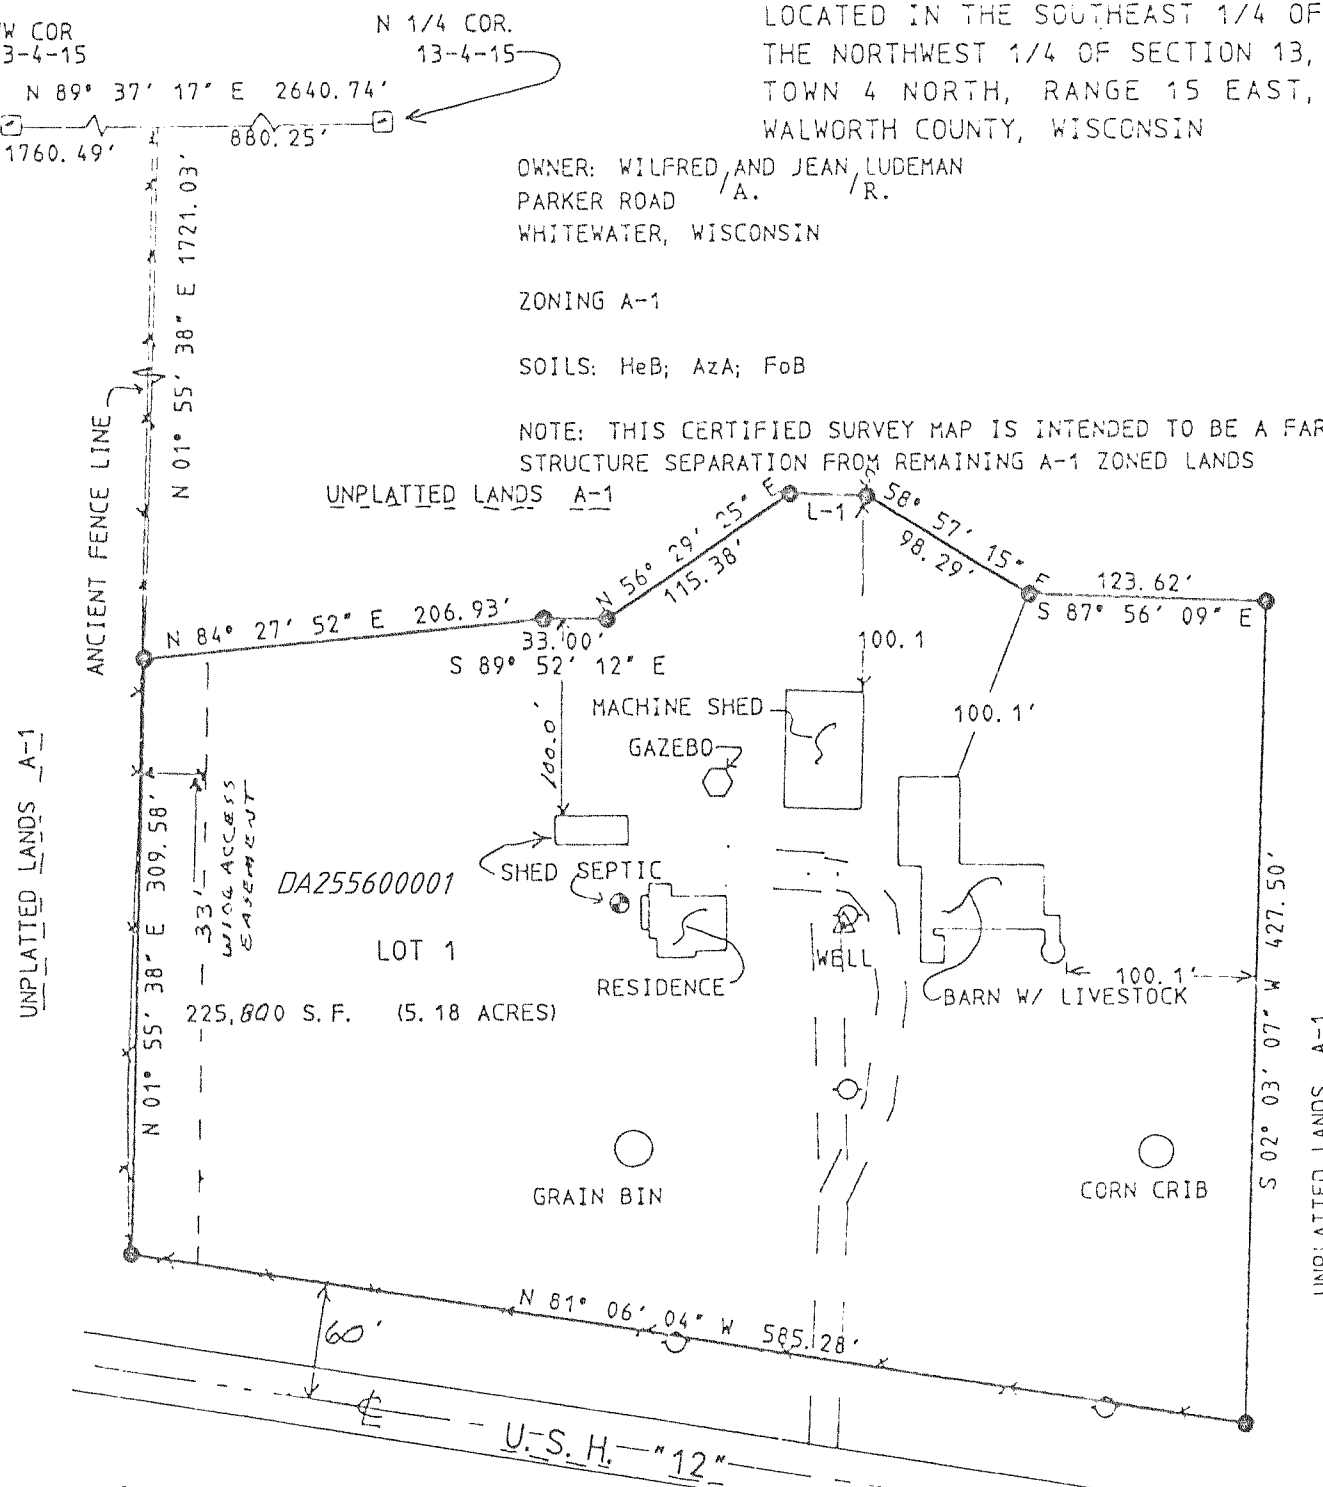 W COR
3-4-15
N 1/4 COR.
13-4-15
N 89° 37' 17" E 2640.74'
1760.49'
880.25'
LOCATED IN THE SOUTHEAST 1/4 OF
THE NORTHWEST 1/4 OF SECTION 13,
TOWN 4 NORTH, RANGE 15 EAST,
WALWORTH COUNTY, WISCONSIN
OWNER: WILFRED/AND JEAN/LUDEMAN
A. R.
PARKER ROAD
WHITEWATER, WISCONSIN
ZONING A-1
SOILS: HeB; AzA; FoB
NOTE: THIS CERTIFIED SURVEY MAP IS INTENDED TO BE A FAR
STRUCTURE SEPARATION FROM REMAINING A-1 ZONED LANDS
N 01° 55' 38" E 1721.03'
ANCIENT FENCE LINE
UNPLATTED LANDS A-1
N 84° 27' 52" E 206.93'
33.00'
S 89° 52' 12" E
N 56° 29' 25" E
115.38'
L-1
S 58° 57' 15" E
98.29'
123.62'
S 87° 56' 09" E
100.1
100.1'
100.0'
MACHINE SHED
GAZEBO
SHED
SEPTIC
RESIDENCE
WELL
BARN W/ LIVESTOCK
100.1'
UNPLATTED LANDS A-1
N 01° 55' 38" E 309.58'
33'
WIDE ACCESS
EASEMENT
DA255600001
LOT 1
225,800 S.F. (5.18 ACRES)
GRAIN BIN
CORN CRIB
S 02° 03' 07" W 427.50'
UNPLATTED LANDS A-1
N 81° 06' 04" W 585.28'
60'
℄
U.S.H. "12"